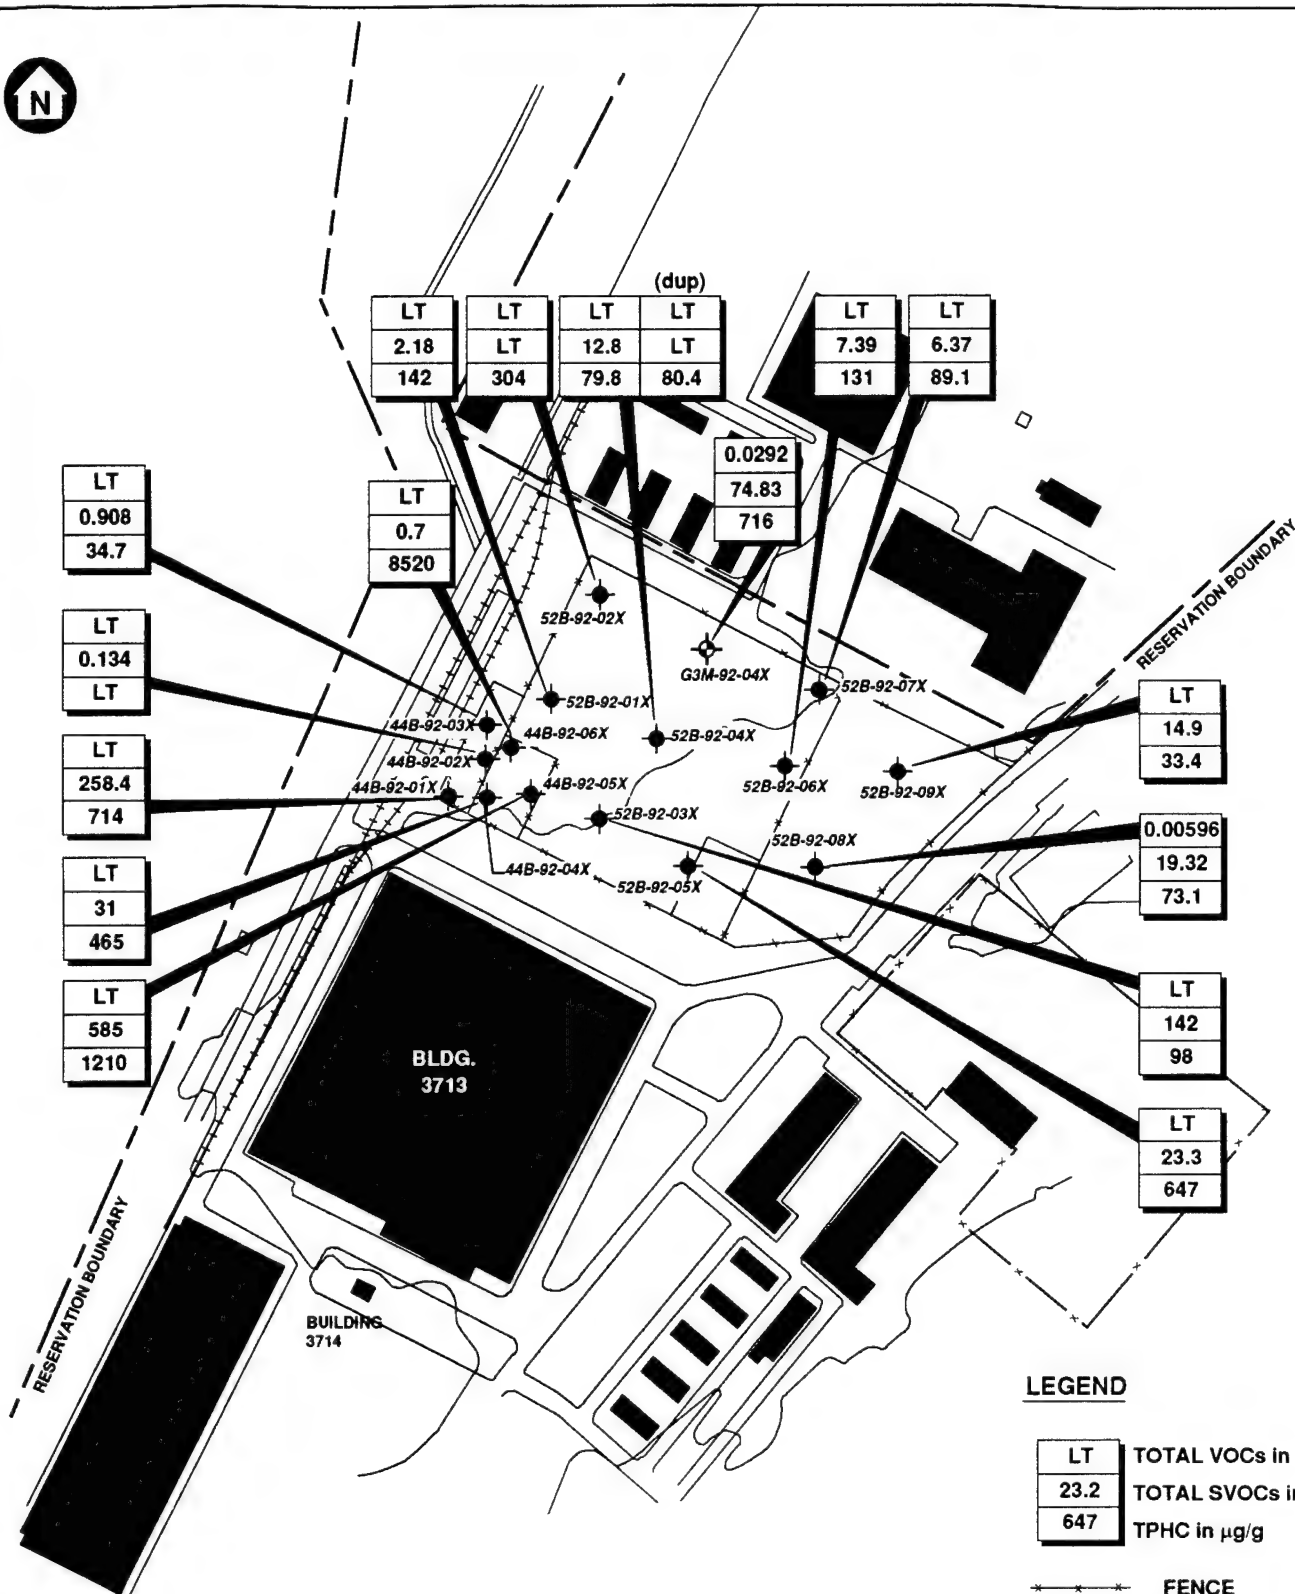 N
(dup)
LT
2.18
142
LT
LT
304
LT
12.8
79.8
LT
LT
80.4
LT
7.39
131
LT
6.37
89.1
0.0292
74.83
716
LT
0.908
34.7
LT
0.7
8520
LT
0.134
LT
LT
258.4
714
LT
31
465
LT
585
1210
52B-92-02X
G3M-92-04X
52B-92-07X
52B-92-01X
44B-92-03X
44B-92-06X
52B-92-04X
44B-92-02X
44B-92-01X
44B-92-05X
52B-92-06X
52B-92-09X
52B-92-03X
52B-92-08X
44B-92-04X
52B-92-05X
RESERVATION BOUNDARY
LT
14.9
33.4
0.00596
19.32
73.1
LT
142
98
LT
23.3
647
BLDG.
3713
RESERVATION BOUNDARY
BUILDING
3714
LEGEND
LT TOTAL VOCs in
23.2 TOTAL SVOCs in
647 TPHC in µg/g
FENCE